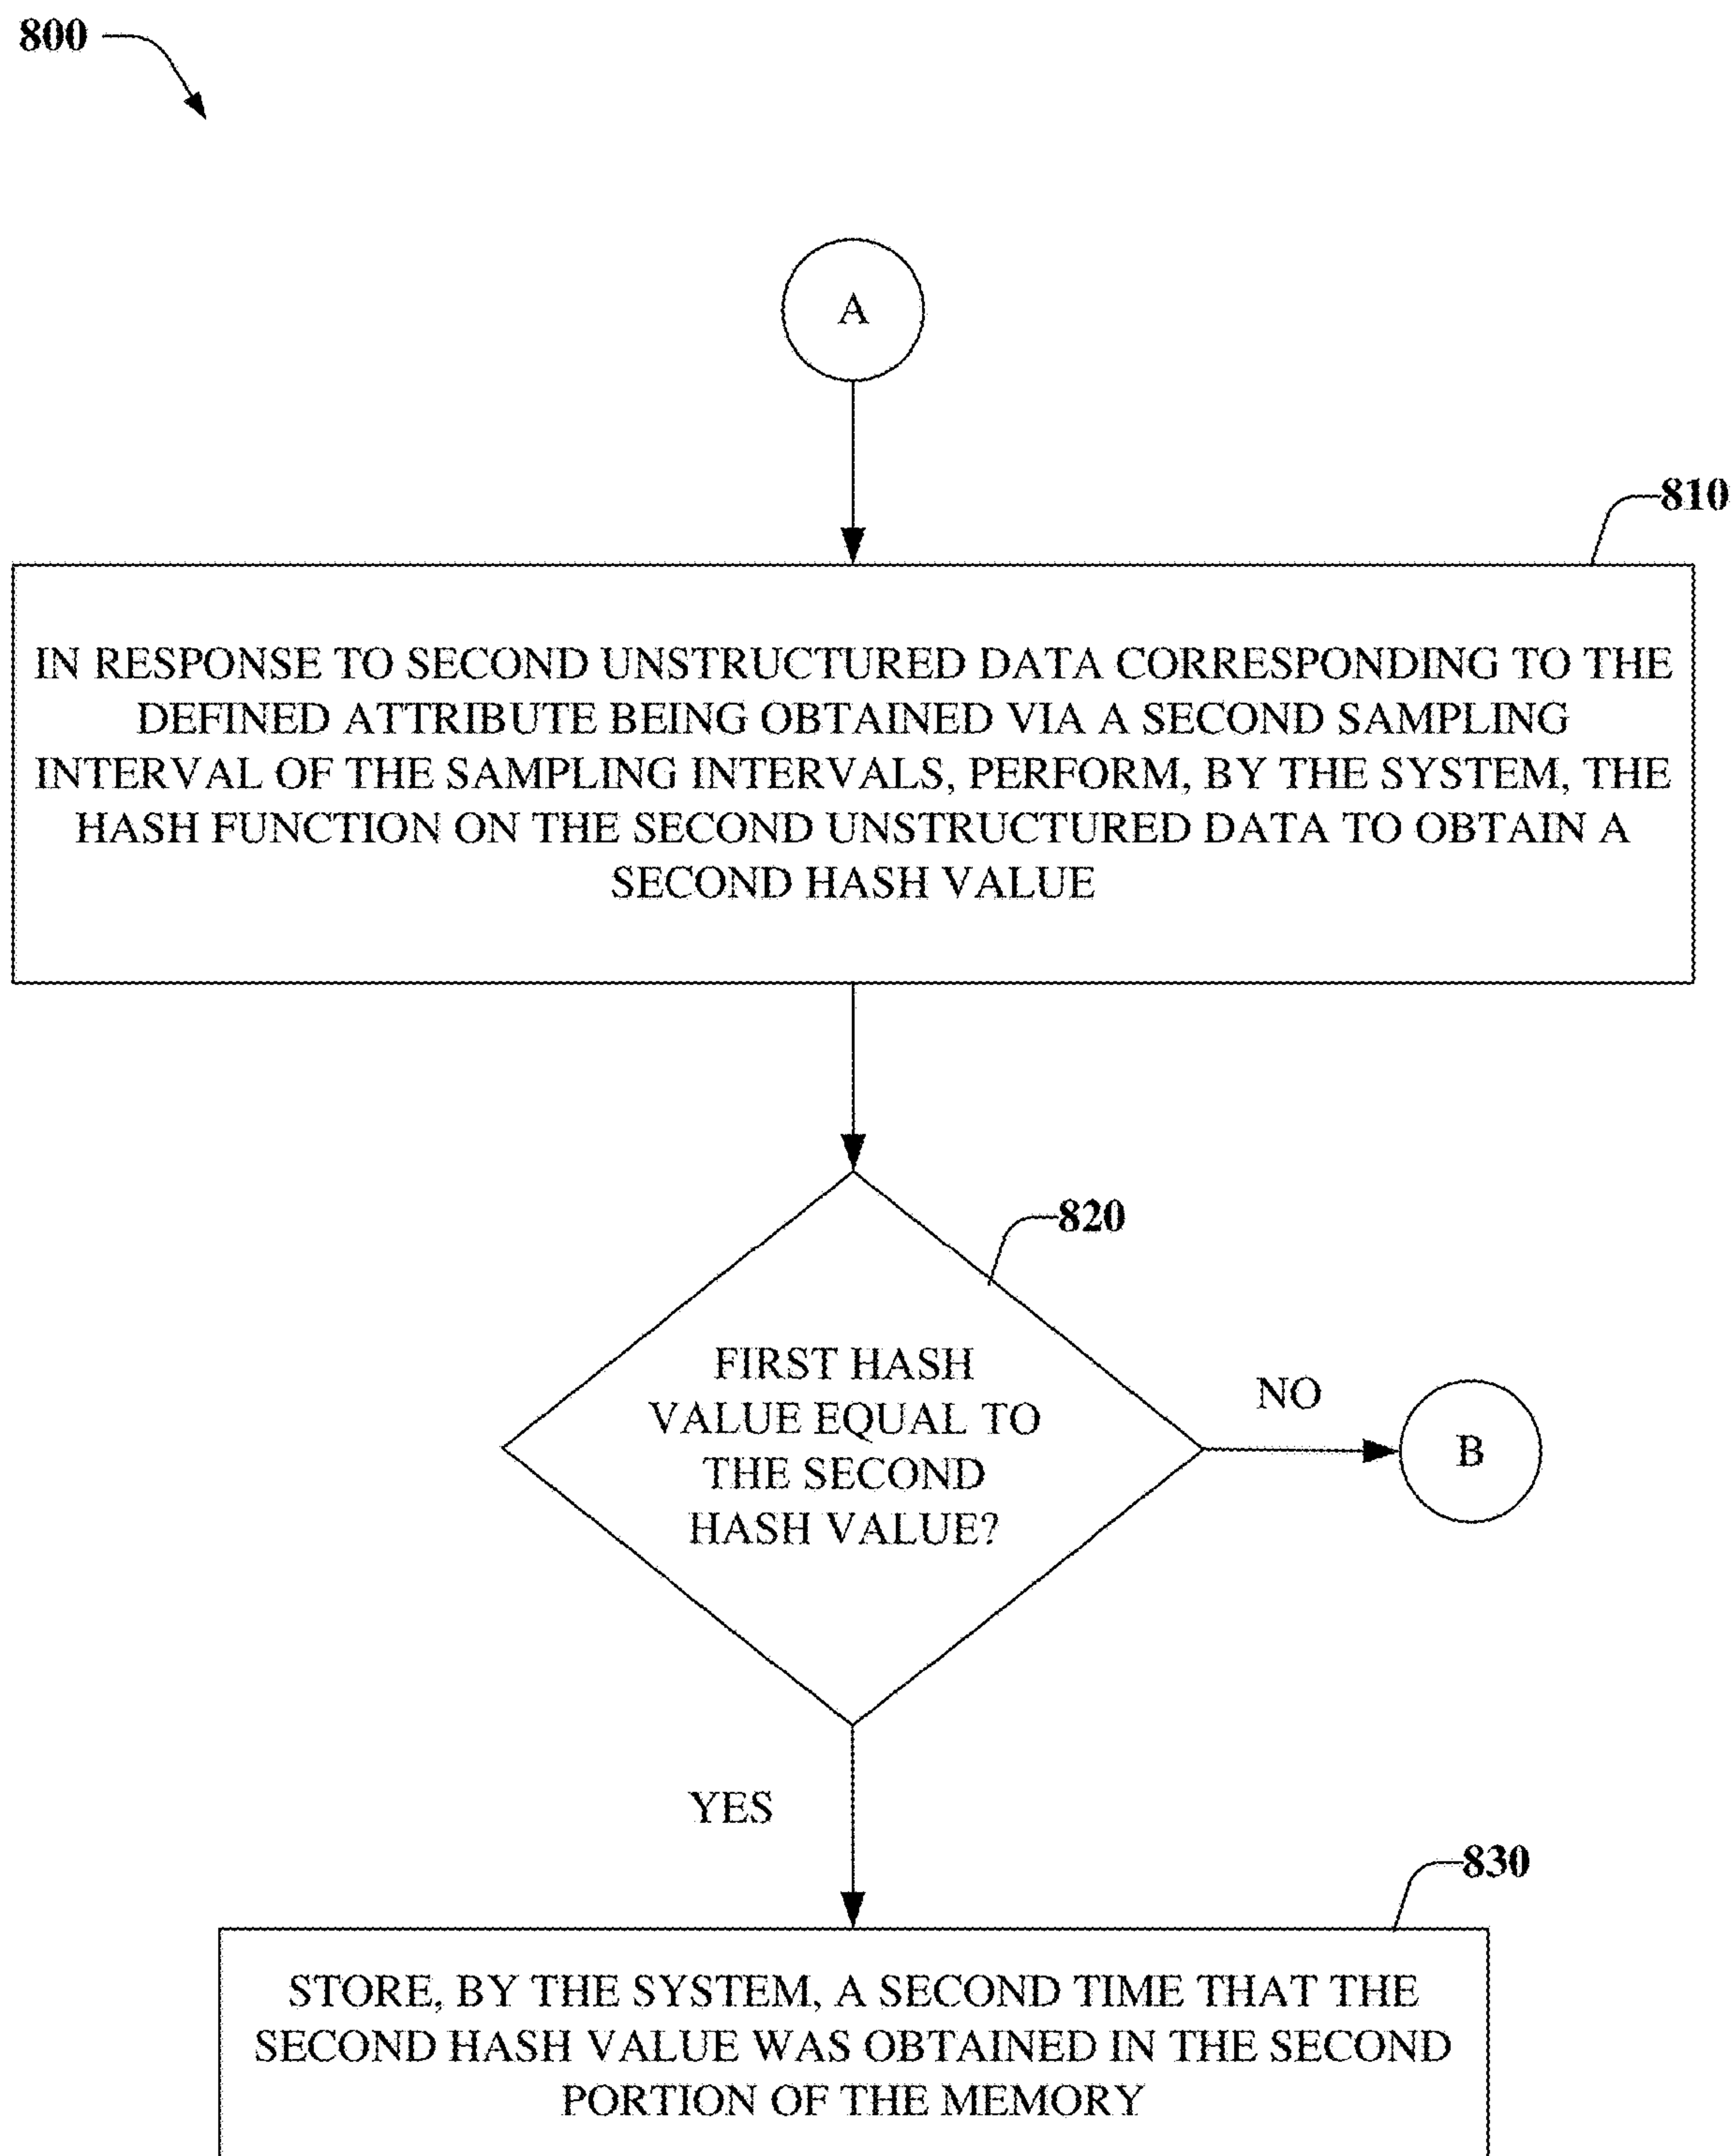 800
A
810
IN RESPONSE TO SECOND UNSTRUCTURED DATA CORRESPONDING TO THE
DEFINED ATTRIBUTE BEING OBTAINED VIA A SECOND SAMPLING
INTERVAL OF THE SAMPLING INTERVALS, PERFORM, BY THE SYSTEM, THE
HASH FUNCTION ON THE SECOND UNSTRUCTURED DATA TO OBTAIN A
SECOND HASH VALUE
820
FIRST HASH
VALUE EQUAL TO
THE SECOND
HASH VALUE?
NO
B
YES
830
STORE, BY THE SYSTEM, A SECOND TIME THAT THE
SECOND HASH VALUE WAS OBTAINED IN THE SECOND
PORTION OF THE MEMORY